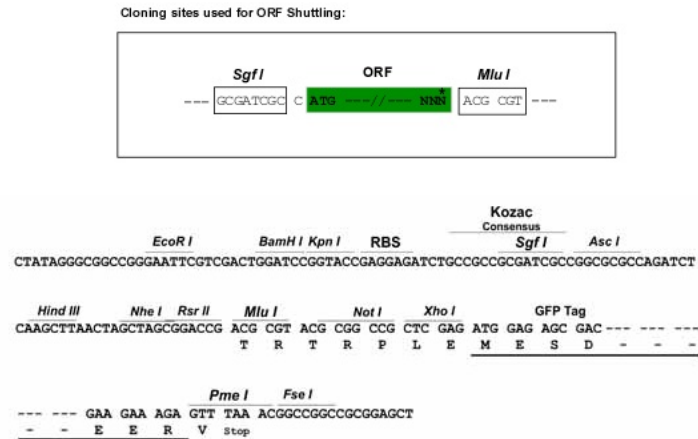 Cloning sites used for ORF Shuttling:
Sgf I ORF Mlu I
--- GCGATCGC C ATG ---//--- NNN* ACG CGT ---
Kozac
Consensus
EcoR I BamH I Kpn I RBS Sgf I Asc I
CTATAGGGCGGCCGGGAATTCGTCGACTGGATCCGGTACCGAGGAGATCTGCCGCCGCGATCGCCGGCGCGCCAGATCT
Hind III Nhe I Rsr II Mlu I Not I Xho I GFP Tag
CAAGCTTAACTAGCTAGCGGACCG ACG CGT ACG CGG CCG CTC GAG ATG GAG AGC GAC --- --- ---
T R T R P L E M E S D - - -
Pme I Fse I
--- --- GAA GAA AGA GTT TAA ACGGCCGGCCGCGGAGCT
- - E E R V Stop